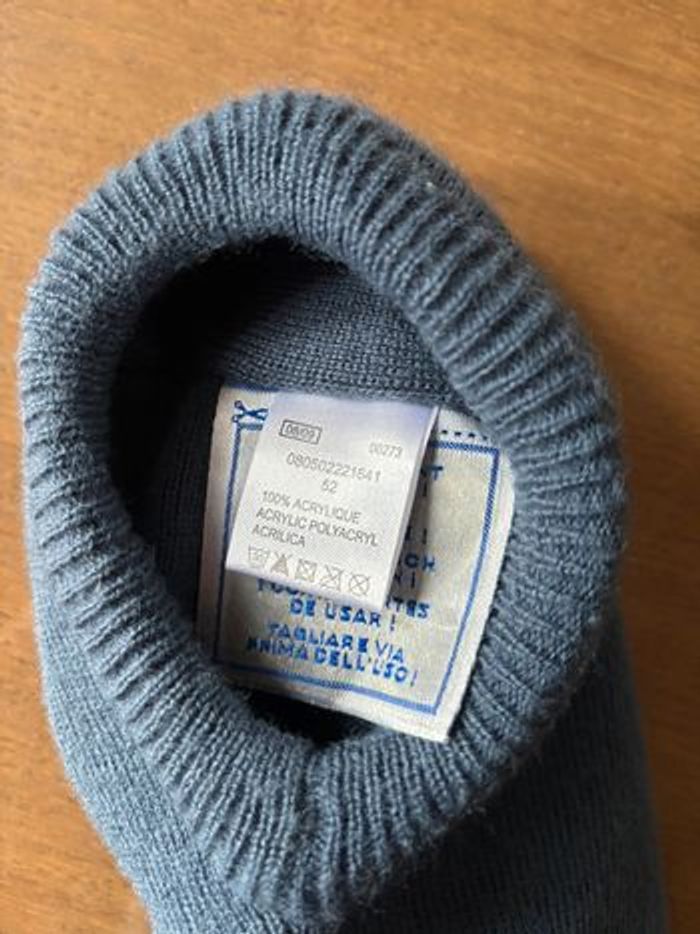 08/09 00273
080502221641
52
100% ACRYLIQUE
ACRYLIC POLYACRYL
ACRILICA
DE USAR !
TAGLIARE VIA
PRIMA DELL'USO!